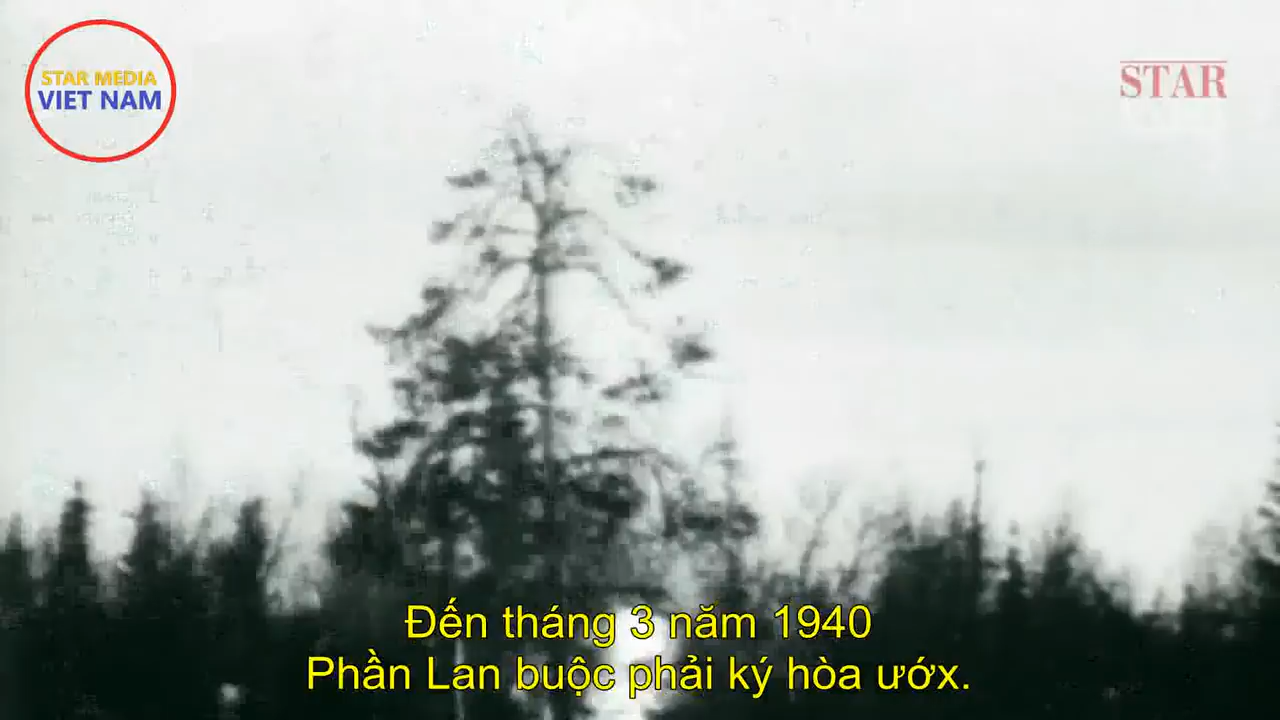 STAR MEDIA
VIET NAM
STAR
Đến tháng 3 năm 1940
Phần Lan buộc phải ký hòa ướx.